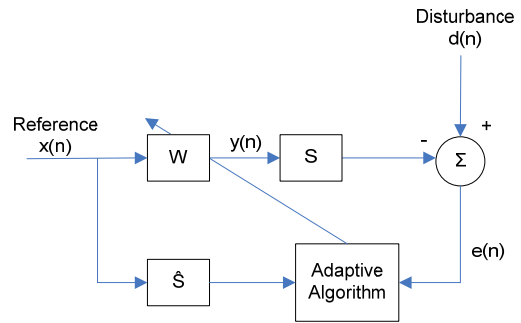 Disturbance
d(n)
Reference
x(n)
+
-
W
y(n)
S
Σ
e(n)
Ŝ
Adaptive
Algorithm